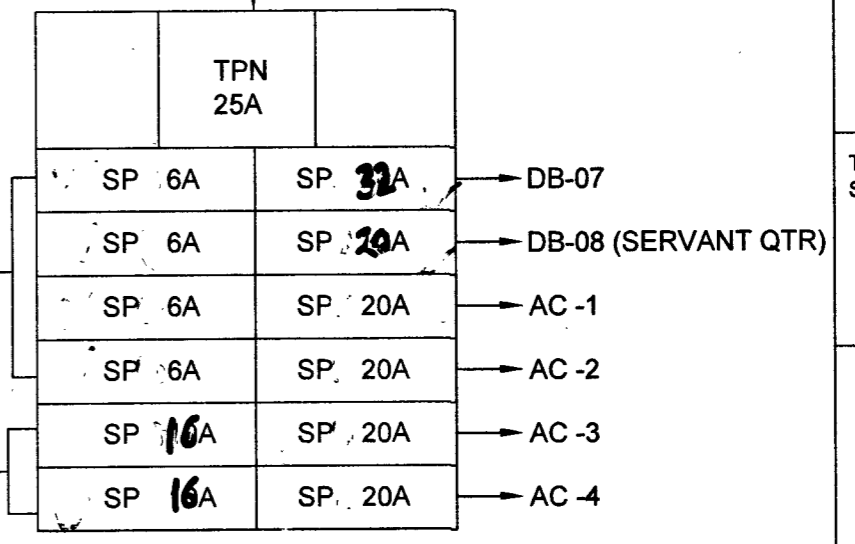 TPN
25A
SP 6A SP 32A DB-07
SP 6A SP 20A DB-08 (SERVANT QTR)
SP 6A SP 20A AC -1
SP 6A SP 20A AC -2
SP 16A SP 20A AC -3
SP 16A SP 20A AC -4
T
S